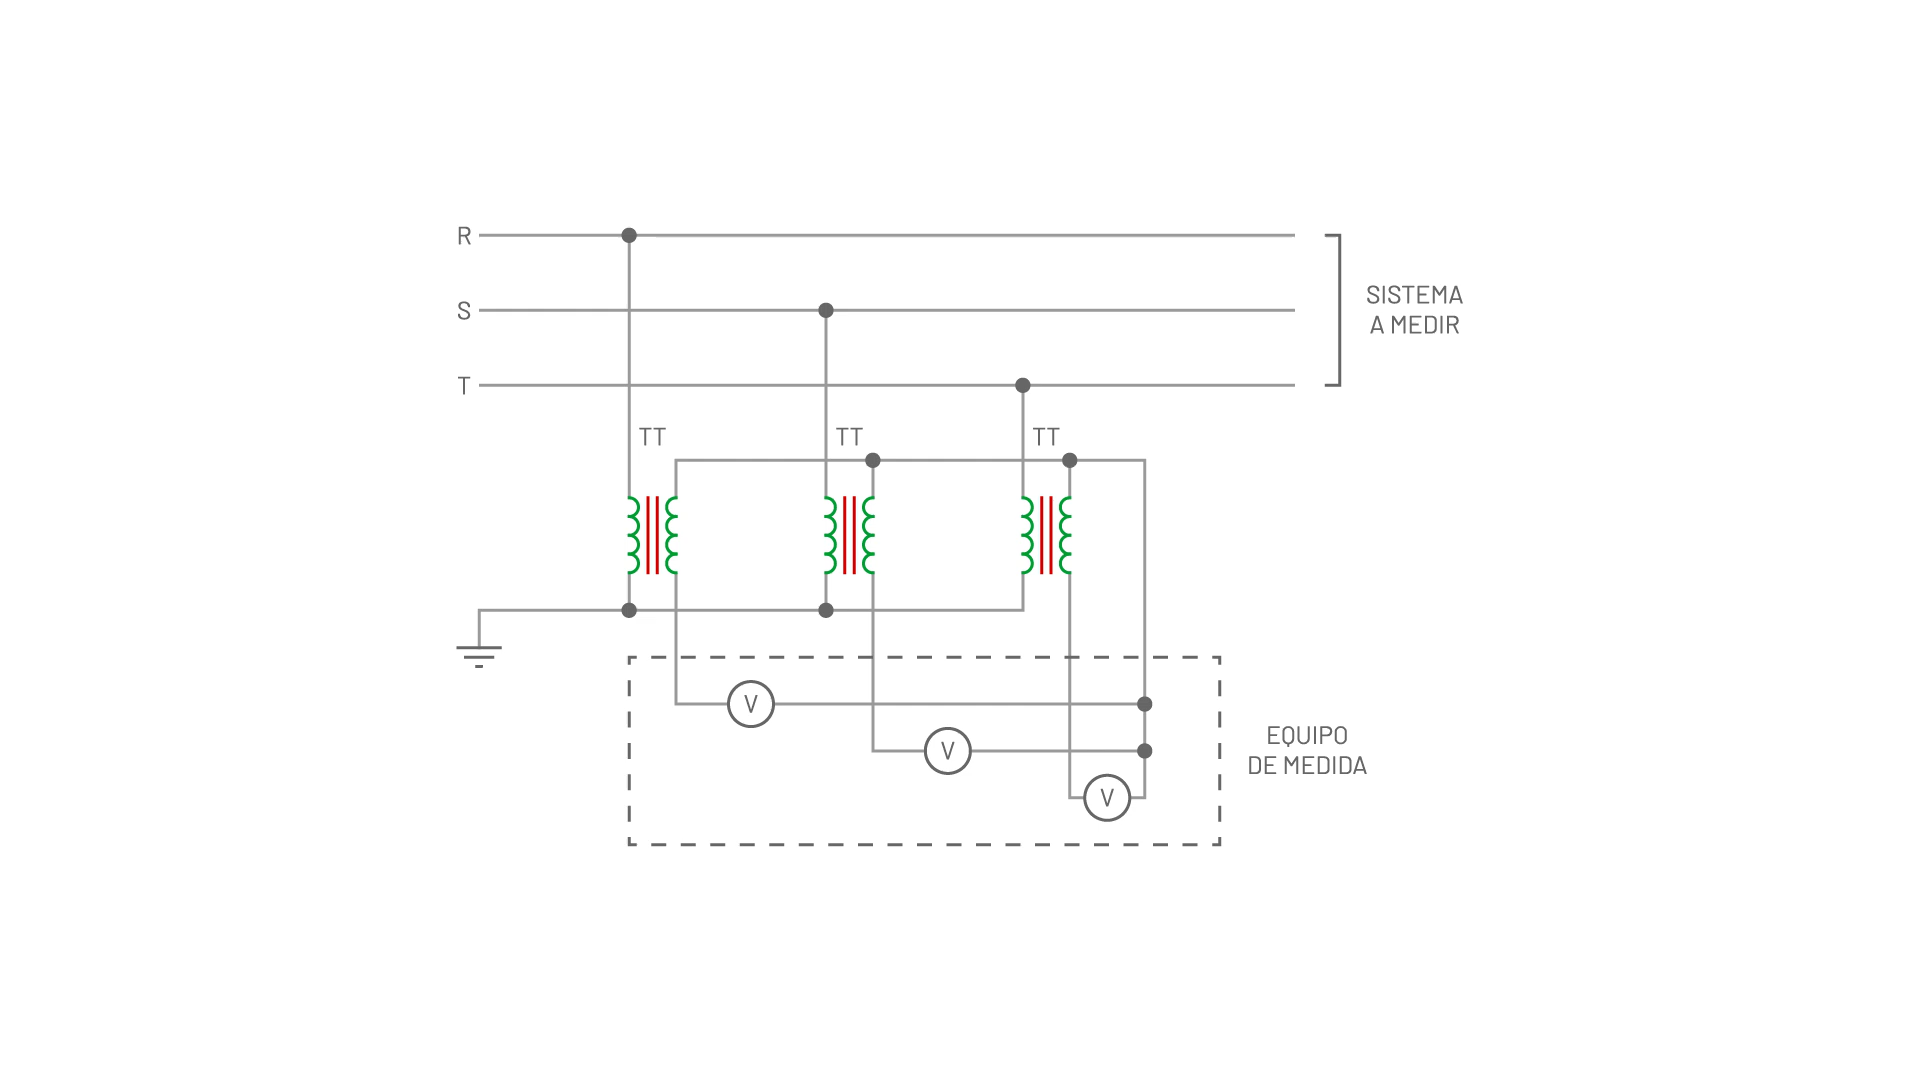 R
S
T
SISTEMA
A MEDIR
TT
TT
TT
V
V
V
EQUIPO
DE MEDIDA